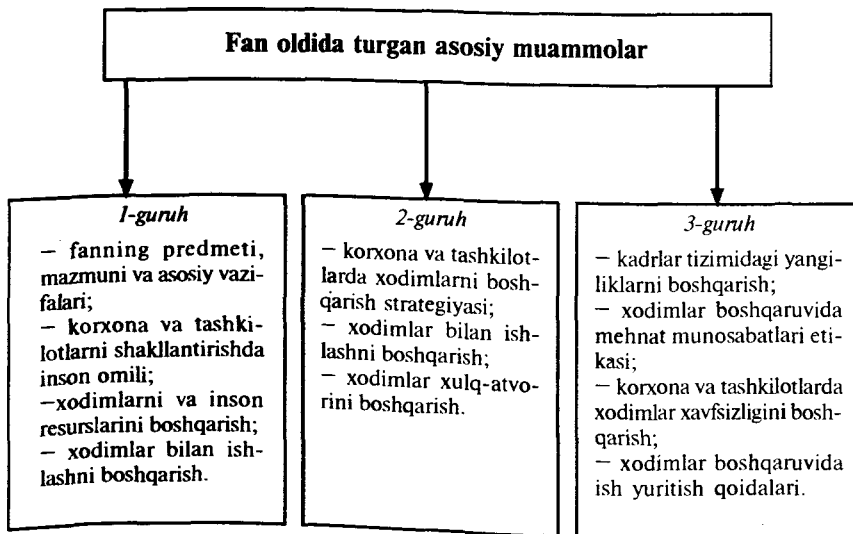 Fan oldida turgan asosiy muammolar
1-guruh
— fanning predmeti,
mazmuni va asosiy vazi-
falari;
— korxona va tashki-
lotlarni shakllantirishda
inson omili;
—xodimlarni va inson
resurslarini boshqarish;
— xodimlar bilan ish-
lashni boshqarish.
2-guruh
— korxona va tashkilot-
larda xodimlarni bosh-
qarish strategiyasi;
— xodimlar bilan ish-
lashni boshqarish;
— xodimlar xulq-atvo-
rini boshqarish.
3-guruh
— kadrlar tizimidagi yangi-
liklarni boshqarish;
— xodimlar boshqaruvida
mehnat munosabatlari eti-
kasi;
— korxona va tashkilotlarda
xodimlar xavfsizligini bosh-
qarish;
— xodimlar boshqaruvida
ish yuritish qoidalari.